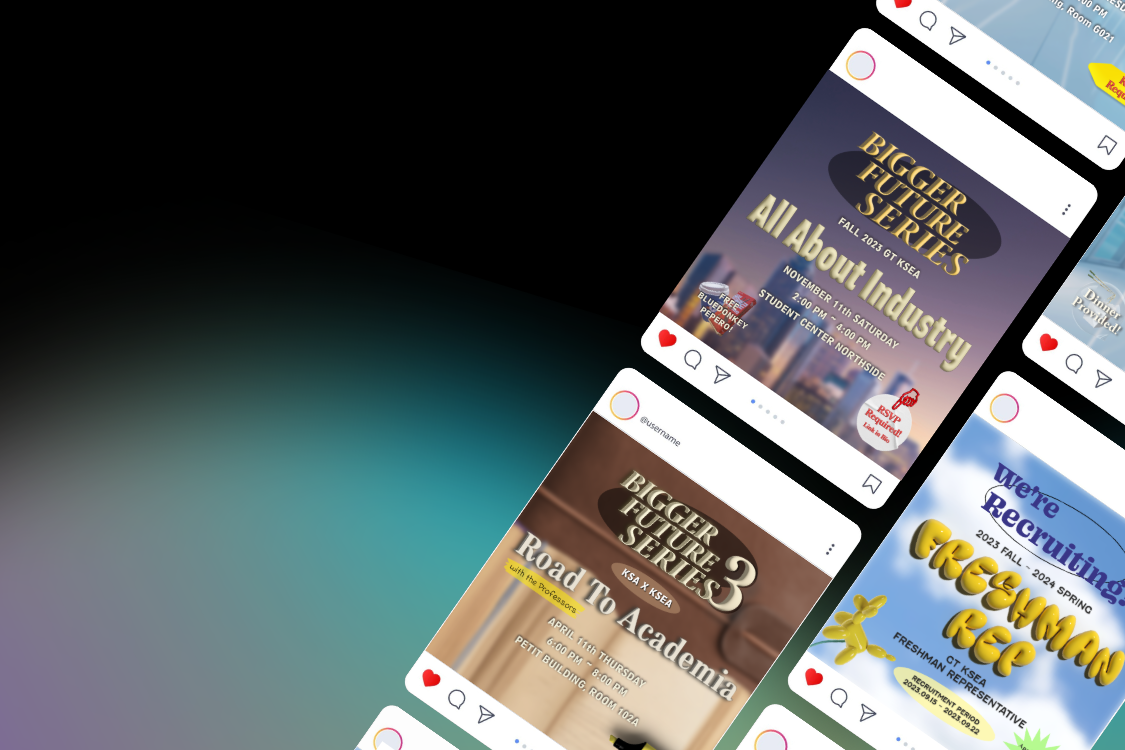 ng, Room G021
BIGGER
FUTURE
SERIES
FALL 2023 GT KSEA
All About Industry
NOVEMBER 11th SATURDAY
2:00 PM ~ 4:00 PM
STUDENT CENTER NORTHSIDE
FREE
BLUEDONKEY
PEPERO!
RSVP
Required!
Link in Bio
Dinner
Provided!
@username
BIGGER
FUTURE
SERIES 3
KSA X KSEA
Road To Academia
with the Professors
APRIL 11th THURSDAY
6:00 PM ~ 8:00 PM
PETIT BUILDING, ROOM 102A
We're
Recruiting!
2023 FALL - 2024 SPRING
FRESHMAN
REP
GT KSEA
FRESHMAN REPRESENTATIVE
RECRUITMENT PERIOD
2023.09.15 - 2023.09.22